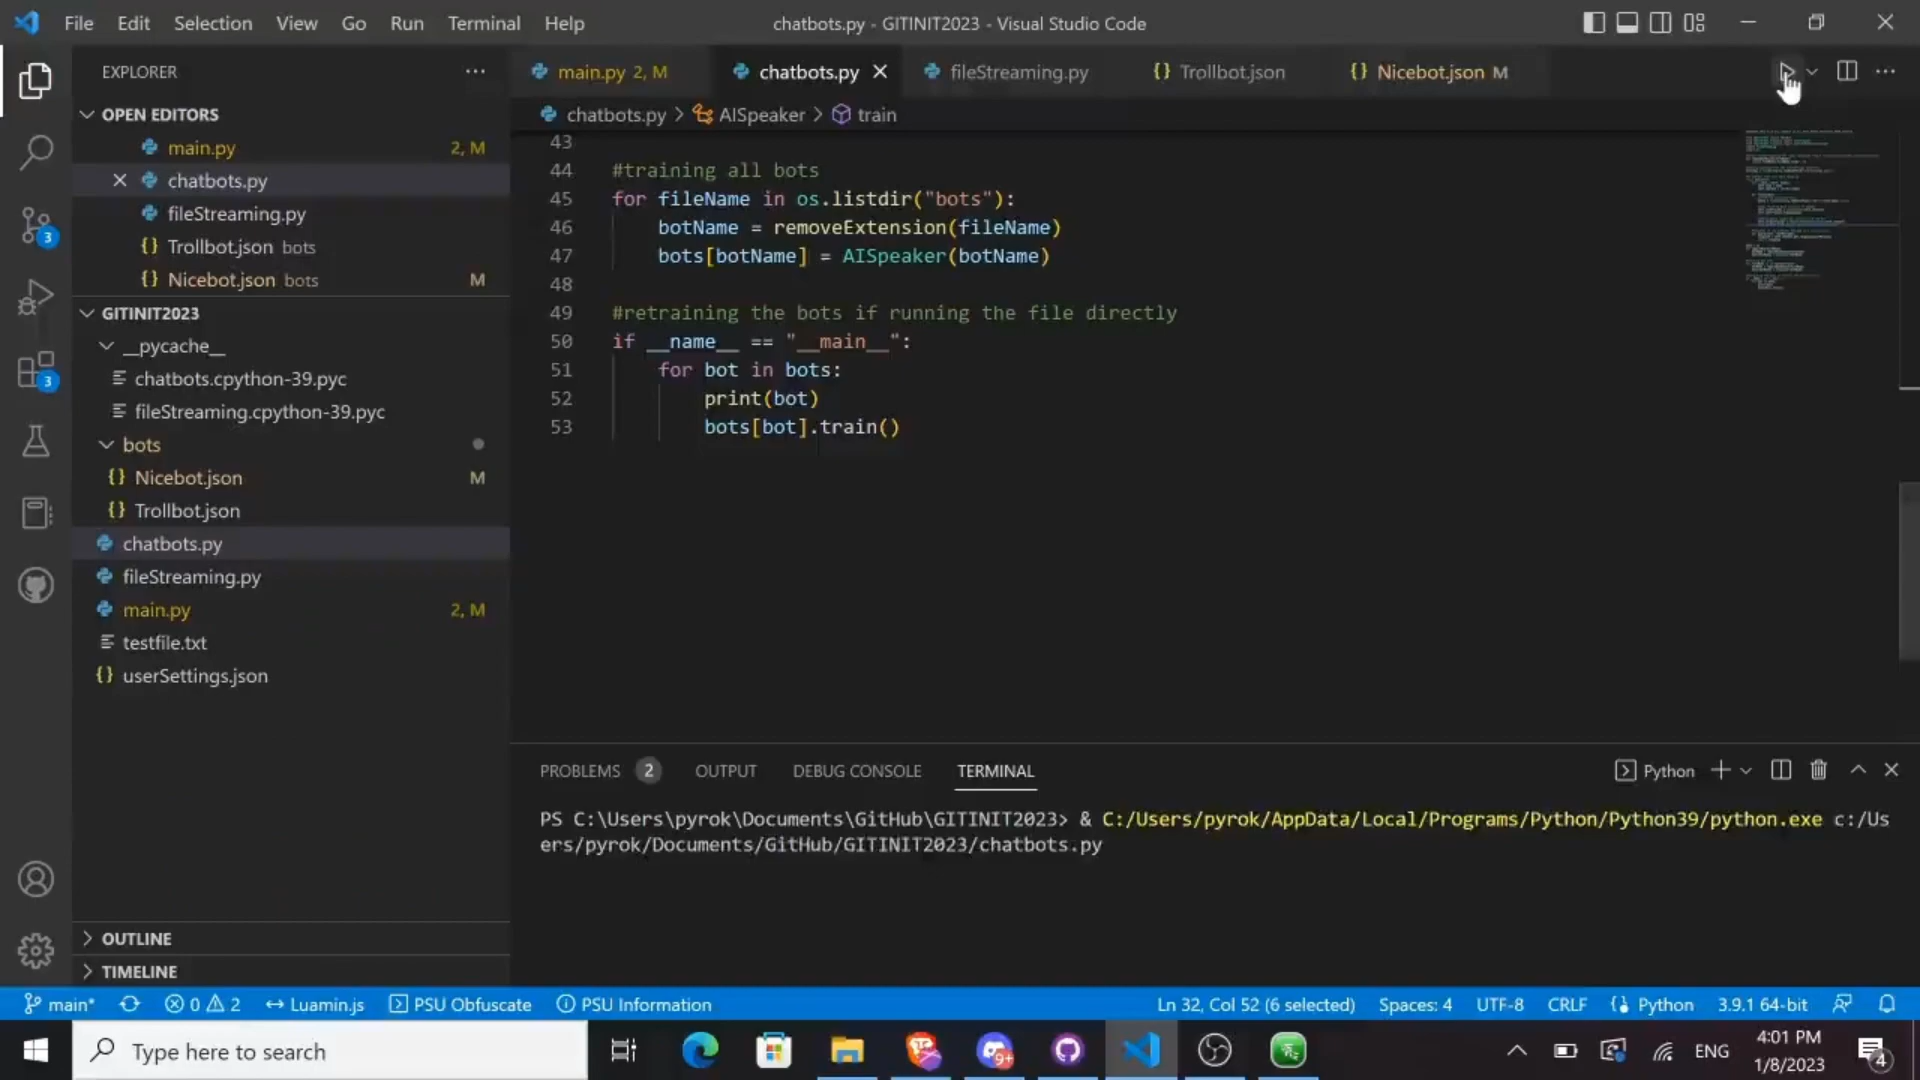 File Edit Selection View Go Run Terminal Help
chatbots.py - GITINIT2023 - Visual Studio Code
EXPLORER
OPEN EDITORS
main.py 2, M
chatbots.py
fileStreaming.py
Trollbot.json bots
Nicebot.json bots M
GITINIT2023
__pycache__
chatbots.cpython-39.pyc
fileStreaming.cpython-39.pyc
bots
Nicebot.json M
Trollbot.json
chatbots.py
fileStreaming.py
main.py 2, M
testfile.txt
userSettings.json
OUTLINE
TIMELINE
3
3
main.py 2, M chatbots.py fileStreaming.py Trollbot.json Nicebot.json M
chatbots.py > AISpeaker > train
43
44 #training all bots
45 for fileName in os.listdir("bots"):
46 botName = removeExtension(fileName)
47 bots[botName] = AISpeaker(botName)
48
49 #retraining the bots if running the file directly
50 if __name__ == "__main__":
51 for bot in bots:
52 print(bot)
53 bots[bot].train()
PROBLEMS 2 OUTPUT DEBUG CONSOLE TERMINAL
Python
PS C:\Users\pyrok\Documents\GitHub\GITINIT2023> & C:/Users/pyrok/AppData/Local/Programs/Python/Python39/python.exe c:/Us
ers/pyrok/Documents/GitHub/GITINIT2023/chatbots.py
main* 0 2 Luamin.js PSU Obfuscate PSU Information
Ln 32, Col 52 (6 selected) Spaces: 4 UTF-8 CRLF Python 3.9.1 64-bit
Type here to search
9+
ENG
4:01 PM
1/8/2023
4